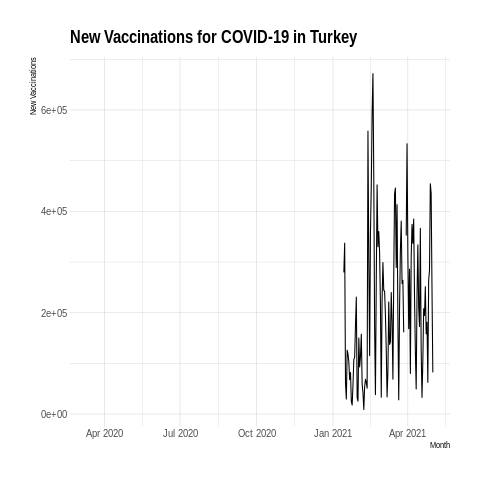 New Vaccinations for COVID-19 in Turkey
New Vaccinations
6e+05
4e+05
2e+05
0e+00
Apr 2020 Jul 2020 Oct 2020 Jan 2021 Apr 2021
Month